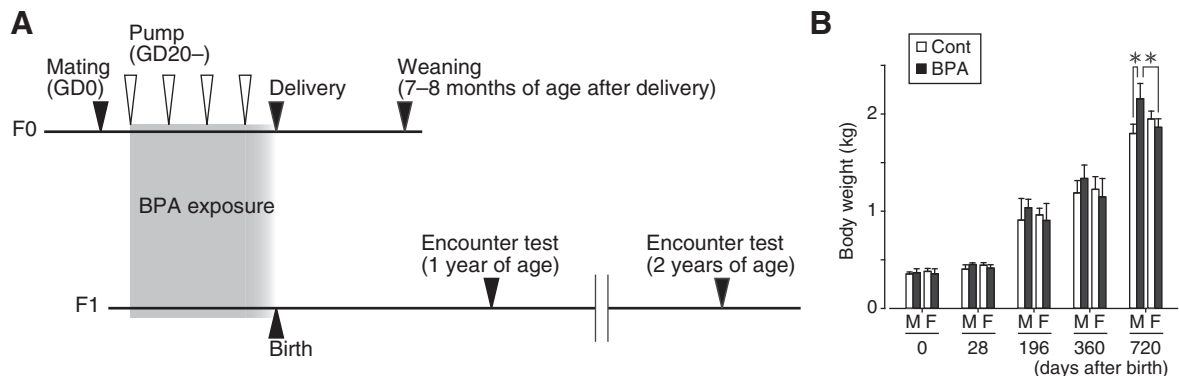 A
Pump
(GD20–)
Mating
(GD0)
Delivery
Weaning
(7–8 months of age after delivery)
F0
BPA exposure
Encounter test
(1 year of age)
Encounter test
(2 years of age)
F1
Birth
B
Cont
BPA
* *
Body weight (kg)
2
1
0
M F M F M F M F M F
0 28 196 360 720
(days after birth)